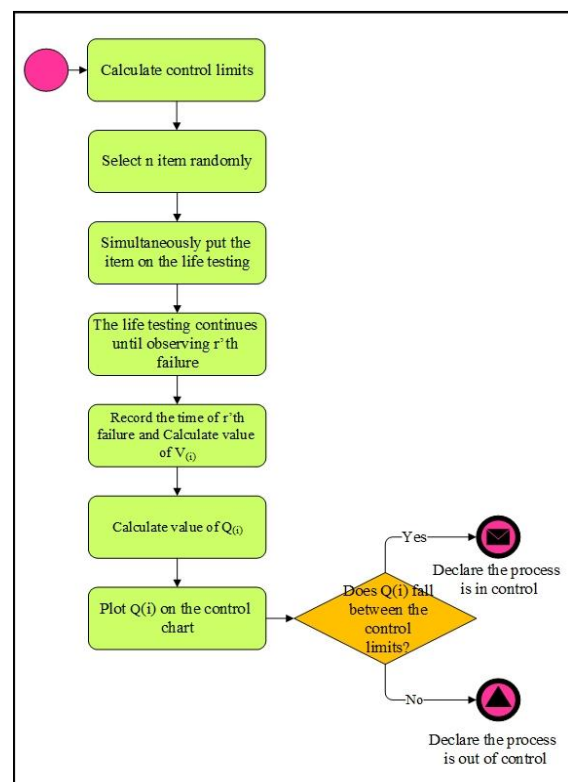 Calculate control limits
Select n item randomly
Simultaneously put the
item on the life testing
The life testing continues
until observing r'th
failure
Record the time of r'th
failure and Calculate value
of V(i)
Calculate value of Q(i)
Plot Q(i) on the control
chart
Does Q(i) fall
between the
control
limits?
Yes
Declare the process
is in control
No
Declare the process
is out of control